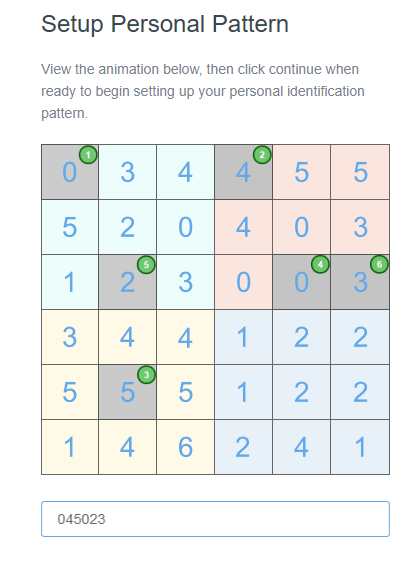 Setup Personal Pattern
View the animation below, then click continue when
ready to begin setting up your personal identification
pattern.
0 1 3 4 4 2 5 5
5 2 0 4 0 3
1 2 5 3 0 0 4 3 6
3 4 4 1 2 2
5 5 3 5 1 2 2
1 4 6 2 4 1
045023